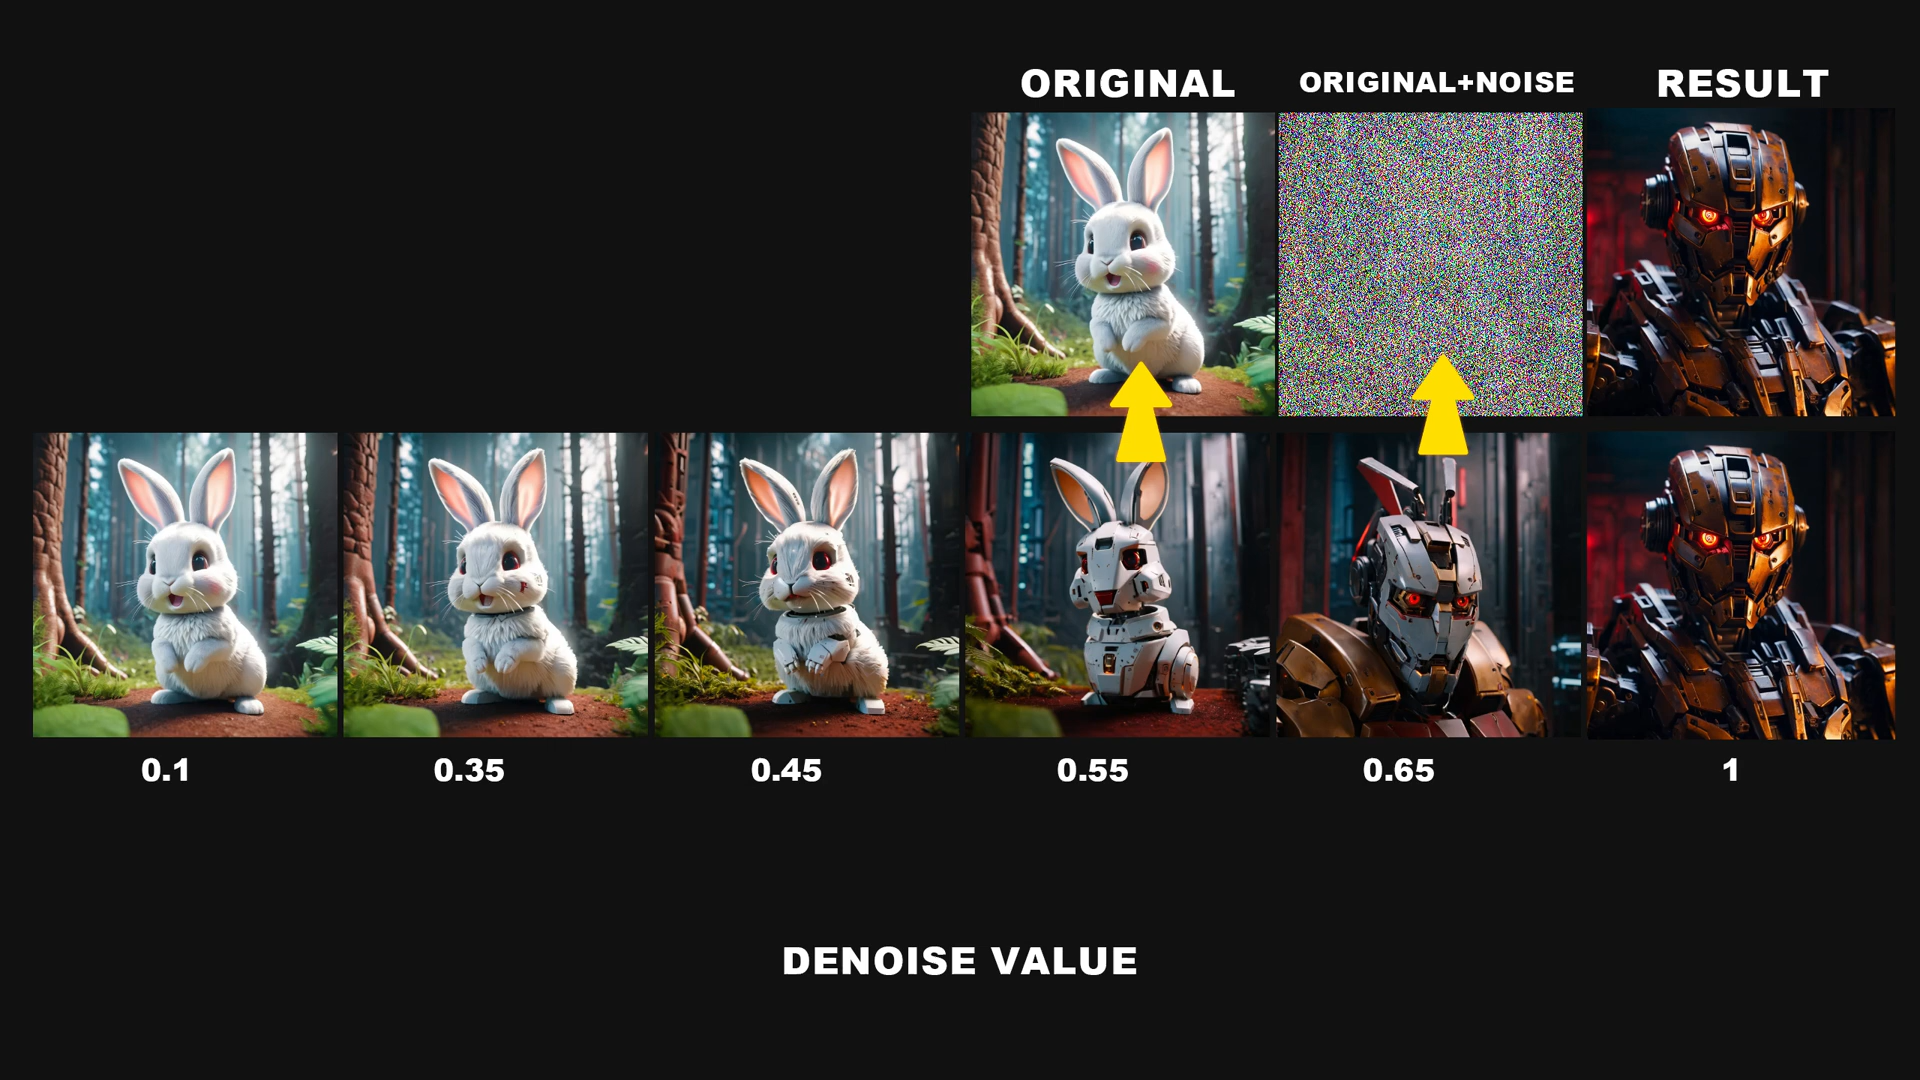 ORIGINAL
ORIGINAL+NOISE
RESULT
0.1
0.35
0.45
0.55
0.65
1
DENOISE VALUE